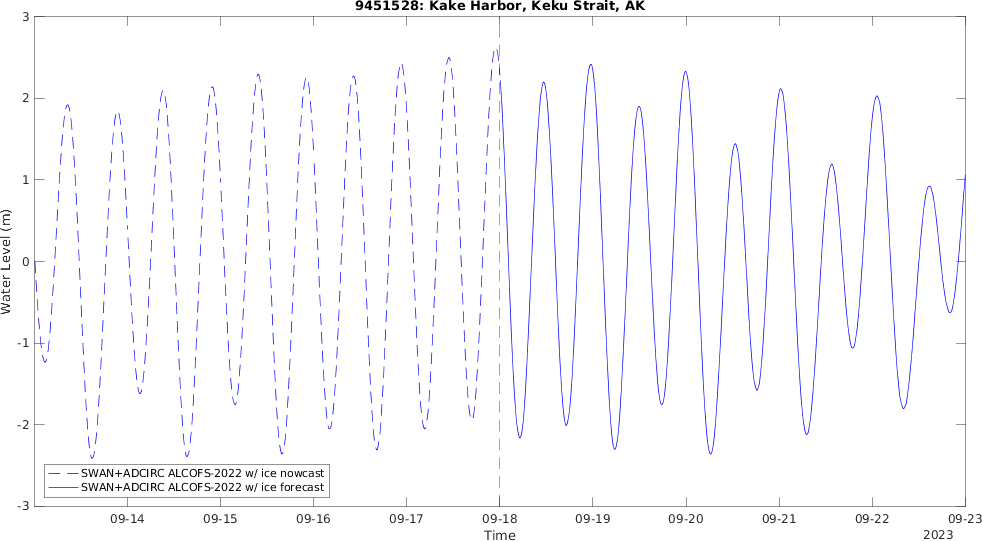 9451528: Kake Harbor, Keku Strait, AK
3
2
1
0
-1
-2
-3
Water Level (m)
SWAN+ADCIRC ALCOFS-2022 w/ ice nowcast
SWAN+ADCIRC ALCOFS-2022 w/ ice forecast
09-14 09-15 09-16 09-17 09-18 09-19 09-20 09-21 09-22 09-23
Time
2023